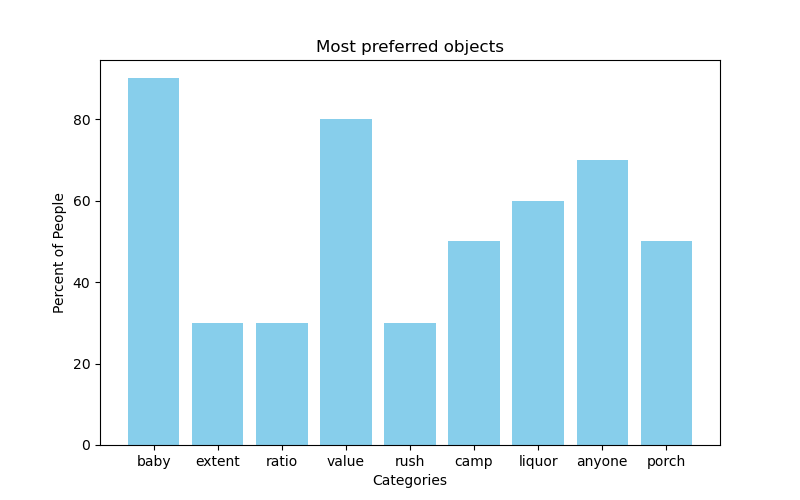 Most preferred objects
Percent of People
80
60
40
20
0
baby extent ratio value rush camp liquor anyone porch
Categories